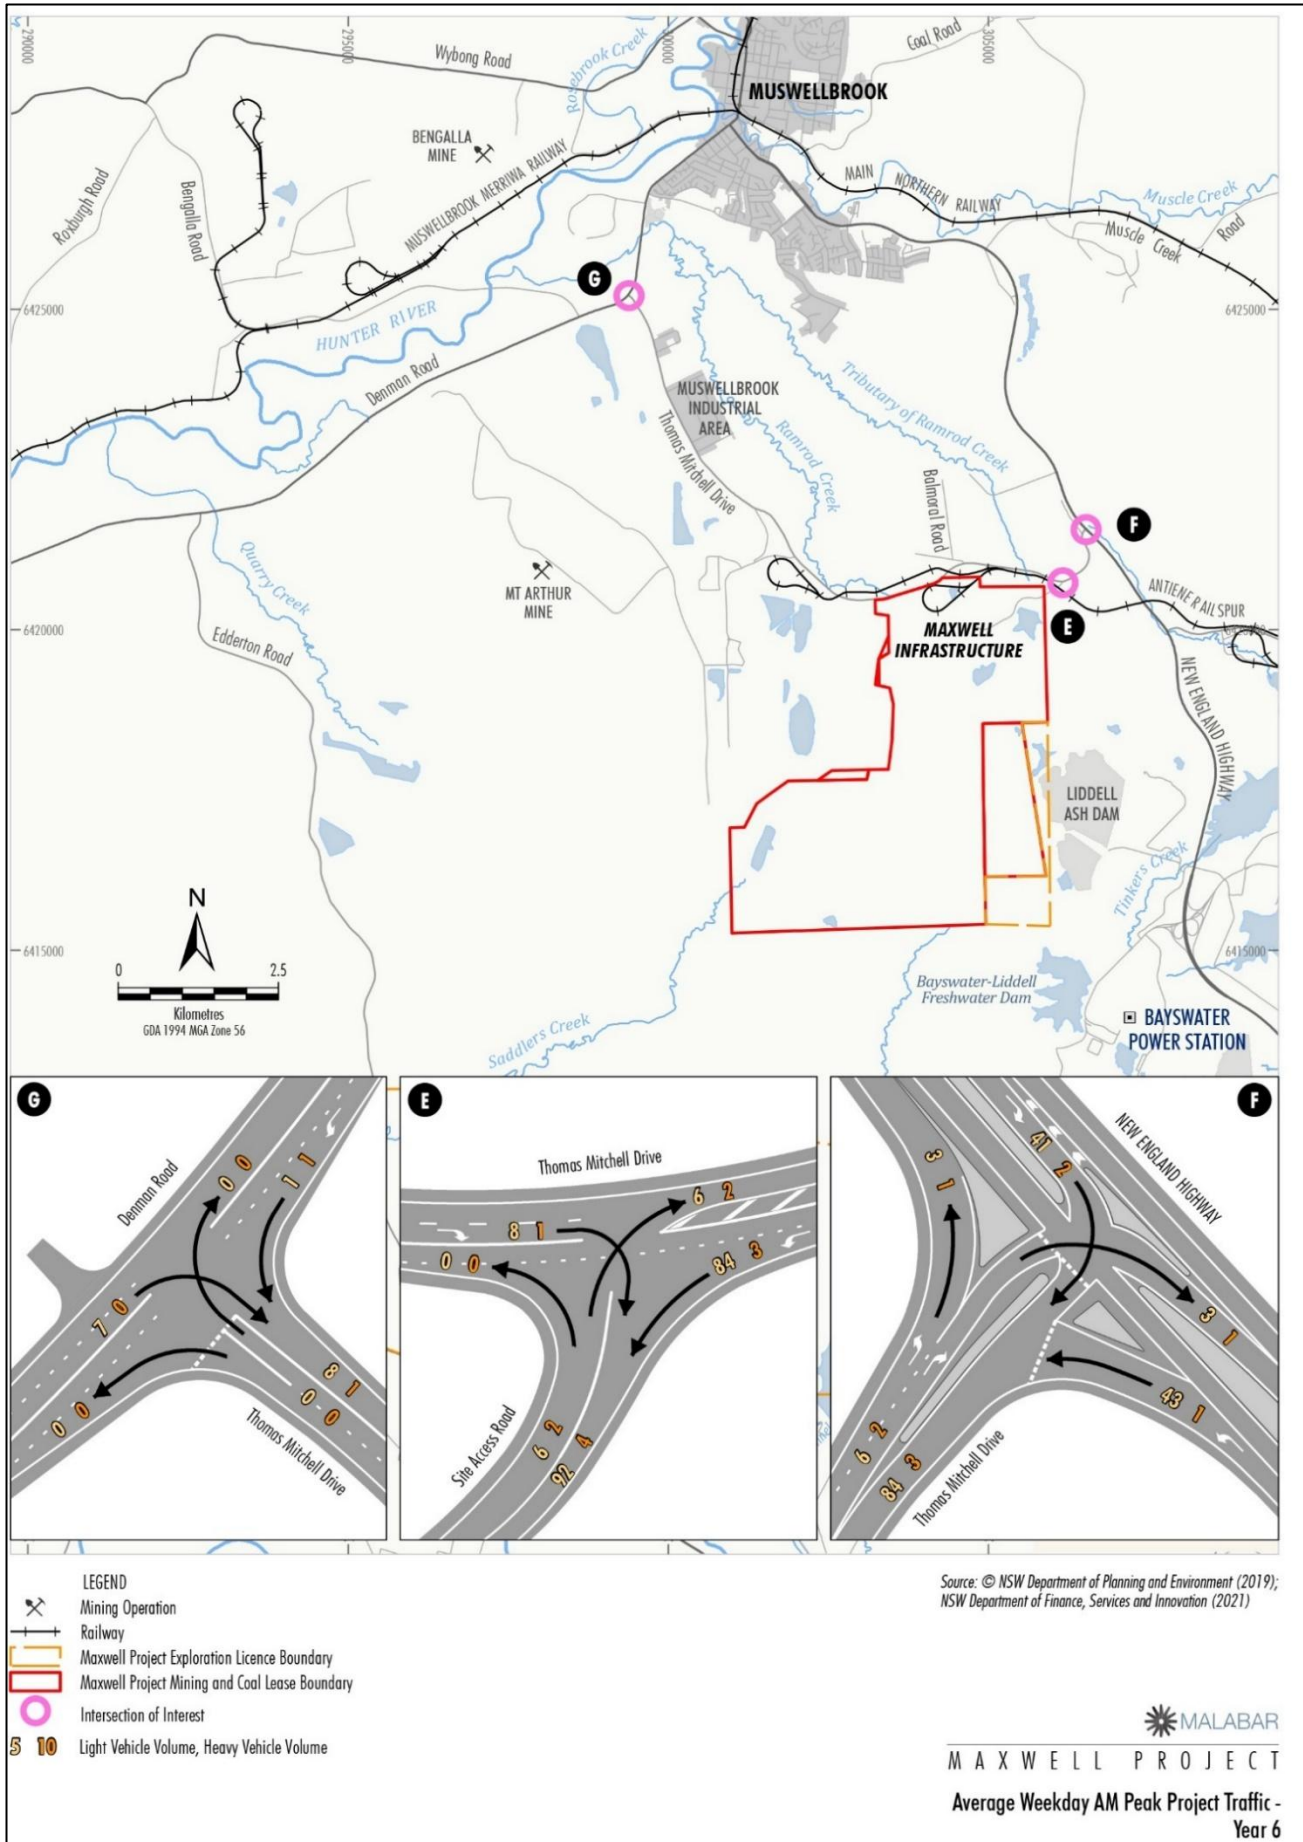 290000
295000
300000
305000
Wybong Road
Rosebrook Creek
Coal Road
MUSWELLBROOK
BENGALLA
MINE
MUSWELLBROOK MERRIWA RAILWAY
Roxburgh Road
Bengalla Road
MAIN NORTHERN RAILWAY
Muscle Creek
Muscle Creek Road
G
6425000
6425000
HUNTER RIVER
Denman Road
MUSWELLBROOK
INDUSTRIAL
AREA
Thomas Mitchell Drive
Ramrod Creek
Tributary of Ramrod Creek
Balmoral Road
F
Quarry Creek
MT ARTHUR
MINE
ANTIENE RAILSPUR
E
6420000
6420000
Edderton Road
MAXWELL
INFRASTRUCTURE
NEW ENGLAND HIGHWAY
LIDDELL
ASH DAM
Tinkers Creek
N
0 2.5
Kilometres
GDA 1994 MGA Zone 56
6415000
6415000
Bayswater-Liddell
Freshwater Dam
Saddlers Creek
BAYSWATER
POWER STATION
G
Denman Road
0 0
1 1
7 0
0 0
8 1
0 0
Thomas Mitchell Drive
E
Thomas Mitchell Drive
8 1
6 2
0 0
84 3
6 2
92 4
Site Access Road
F
NEW ENGLAND HIGHWAY
3 1
41 2
3 1
43 1
6 2
84 3
Thomas Mitchell Drive
LEGEND
Mining Operation
Railway
Maxwell Project Exploration Licence Boundary
Maxwell Project Mining and Coal Lease Boundary
Intersection of Interest
5 10 Light Vehicle Volume, Heavy Vehicle Volume
Source: © NSW Department of Planning and Environment (2019);
NSW Department of Finance, Services and Innovation (2021)
MALABAR
MAXWELL PROJECT
Average Weekday AM Peak Project Traffic -
Year 6